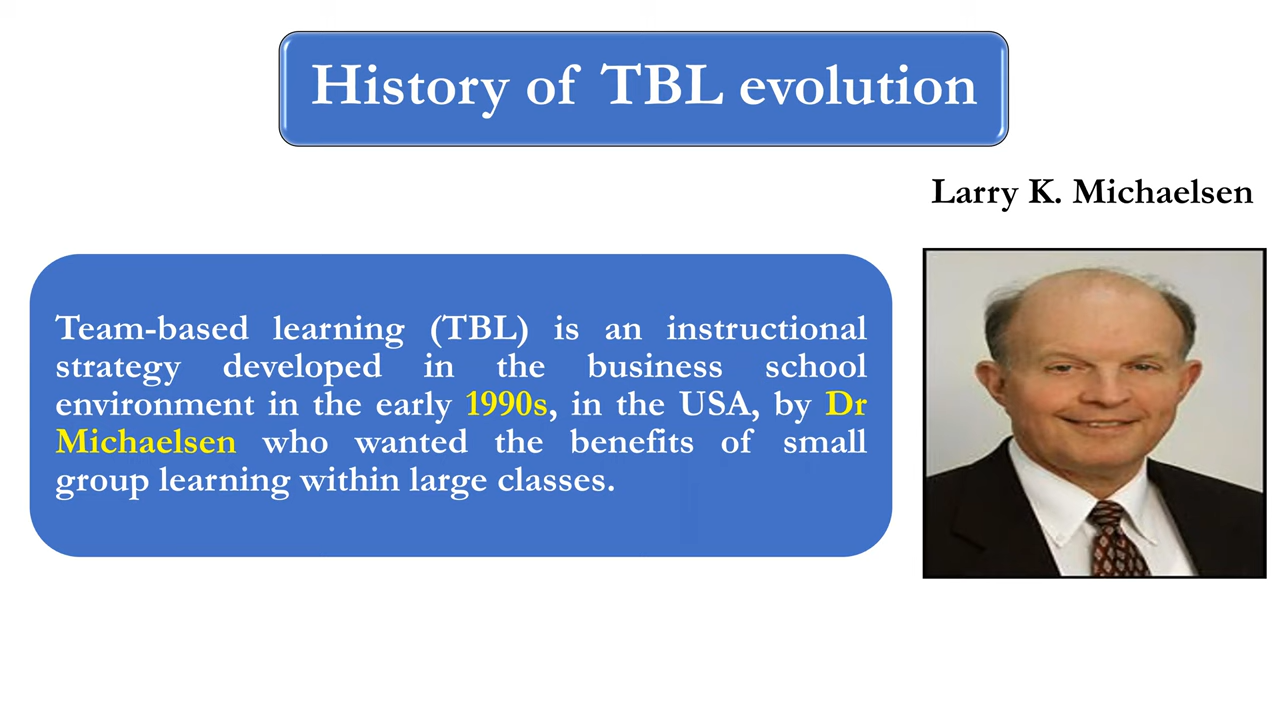 History of TBL evolution
Larry K. Michaelsen
Team-based learning (TBL) is an instructional
strategy developed in the business school
environment in the early 1990s, in the USA, by Dr
Michaelsen who wanted the benefits of small
group learning within large classes.